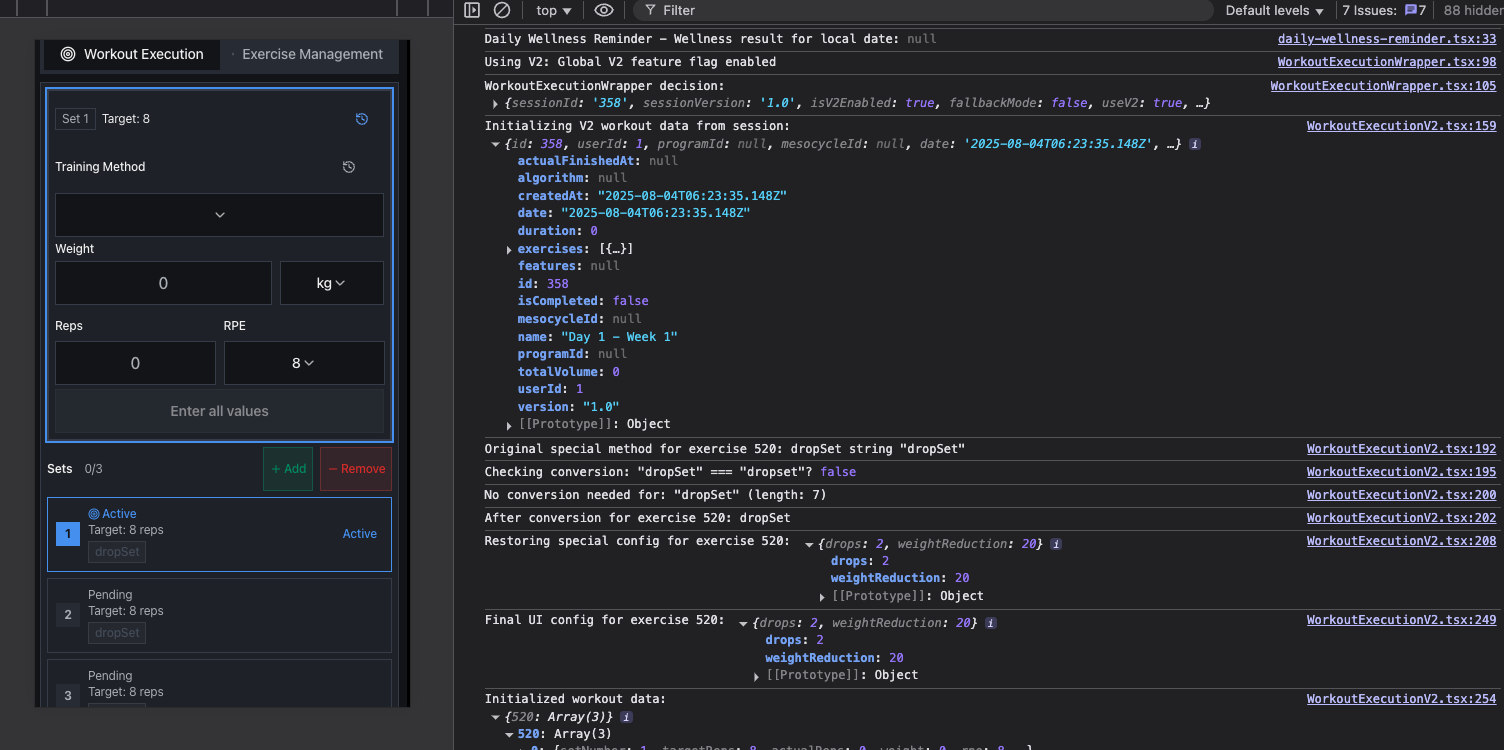 top
Filter
Default levels
7 Issues: 7
88 hidden
Workout Execution
Exercise Management
Set 1
Target: 8
Training Method
Weight
0
kg
Reps
RPE
0
8
Enter all values
Sets 0/3
+ Add
− Remove
1
Active
Target: 8 reps
dropSet
Active
2
Pending
Target: 8 reps
dropSet
3
Pending
Target: 8 reps
Daily Wellness Reminder - Wellness result for local date: null daily-wellness-reminder.tsx:33
Using V2: Global V2 feature flag enabled WorkoutExecutionWrapper.tsx:98
WorkoutExecutionWrapper decision: WorkoutExecutionWrapper.tsx:105
{sessionId: '358', sessionVersion: '1.0', isV2Enabled: true, fallbackMode: false, useV2: true, …}
Initializing V2 workout data from session: WorkoutExecutionV2.tsx:159
{id: 358, userId: 1, programId: null, mesocycleId: null, date: '2025-08-04T06:23:35.148Z', …}
actualFinishedAt: null
algorithm: null
createdAt: "2025-08-04T06:23:35.148Z"
date: "2025-08-04T06:23:35.148Z"
duration: 0
exercises: [{…}]
features: null
id: 358
isCompleted: false
mesocycleId: null
name: "Day 1 - Week 1"
programId: null
totalVolume: 0
userId: 1
version: "1.0"
[[Prototype]]: Object
Original special method for exercise 520: dropSet string "dropSet" WorkoutExecutionV2.tsx:192
Checking conversion: "dropSet" === "dropset"? false WorkoutExecutionV2.tsx:195
No conversion needed for: "dropSet" (length: 7) WorkoutExecutionV2.tsx:200
After conversion for exercise 520: dropSet WorkoutExecutionV2.tsx:202
Restoring special config for exercise 520: {drops: 2, weightReduction: 20} WorkoutExecutionV2.tsx:208
drops: 2
weightReduction: 20
[[Prototype]]: Object
Final UI config for exercise 520: {drops: 2, weightReduction: 20} WorkoutExecutionV2.tsx:249
drops: 2
weightReduction: 20
[[Prototype]]: Object
Initialized workout data: WorkoutExecutionV2.tsx:254
{520: Array(3)}
520: Array(3)